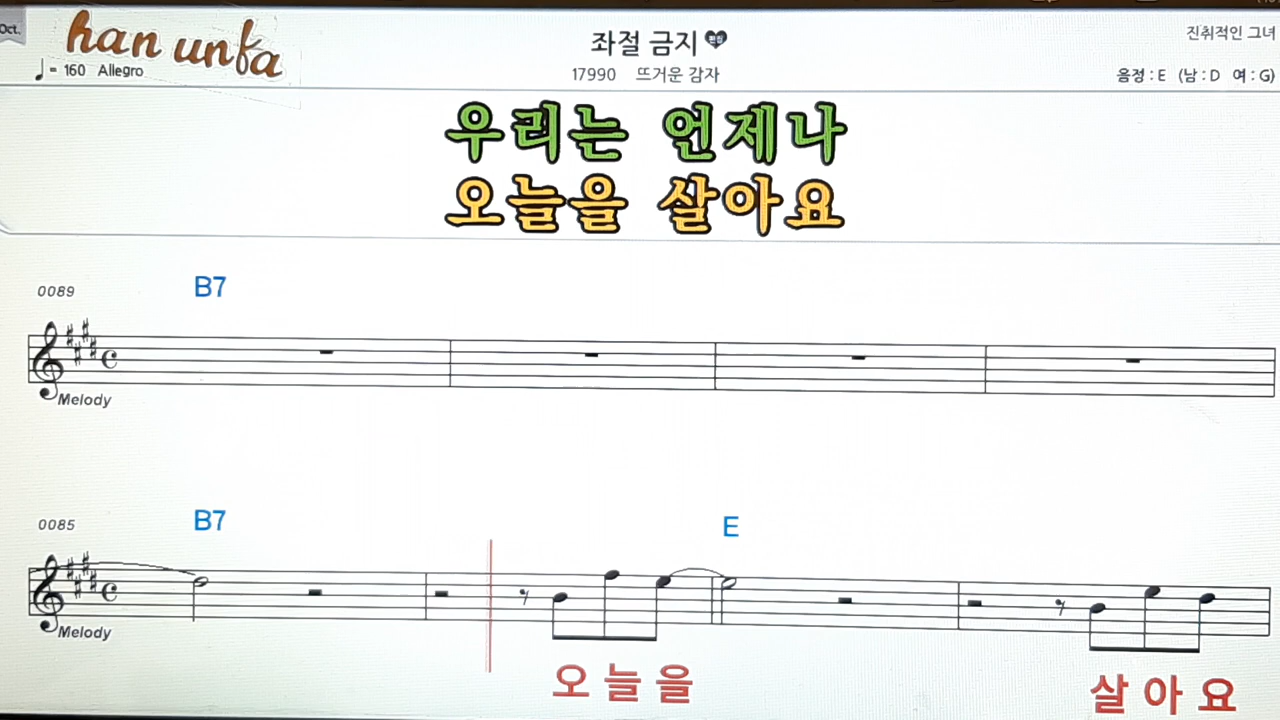 Oct.
han unfa
좌절 금지
편집
진취적인 그녀
♩= 160 Allegro
17990 뜨거운 감자
음정 : E (남 : D 여 : G)
우리는 언제나
오늘을 살아요
0089
B7
Melody
0085
B7
E
Melody
오 늘 을
살 아 요